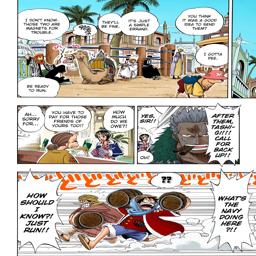 YOU THINK
IT WAS A GOOD
IDEA TO SEND
THEM?
IT'S JUST
A SIMPLE
ERRAND.
THEY'LL
BE FINE.
I DON'T
KNOW THOSE
TWO ARE
MAGNETS FOR
TROUBLE.
I GOTTA
PEE.
BE READY
TO RUN.
AFTER
THEM,
TASHI-
GI!!!
CALL
FOR
BACK
UP!!
YES,
SIR!!
OW!
HOW
MUCH DO
WE OWE?!
YOU HAVE TO
PAY FOR THOSE
FRIENDS OF
YOURS TOO!!
AH...
SORRY
FOR...
??
WHAT'S
THE
NAVY
DOING
HERE
?!!
HOW
SHOULD
I
KNOW?!
JUST
RUN!!